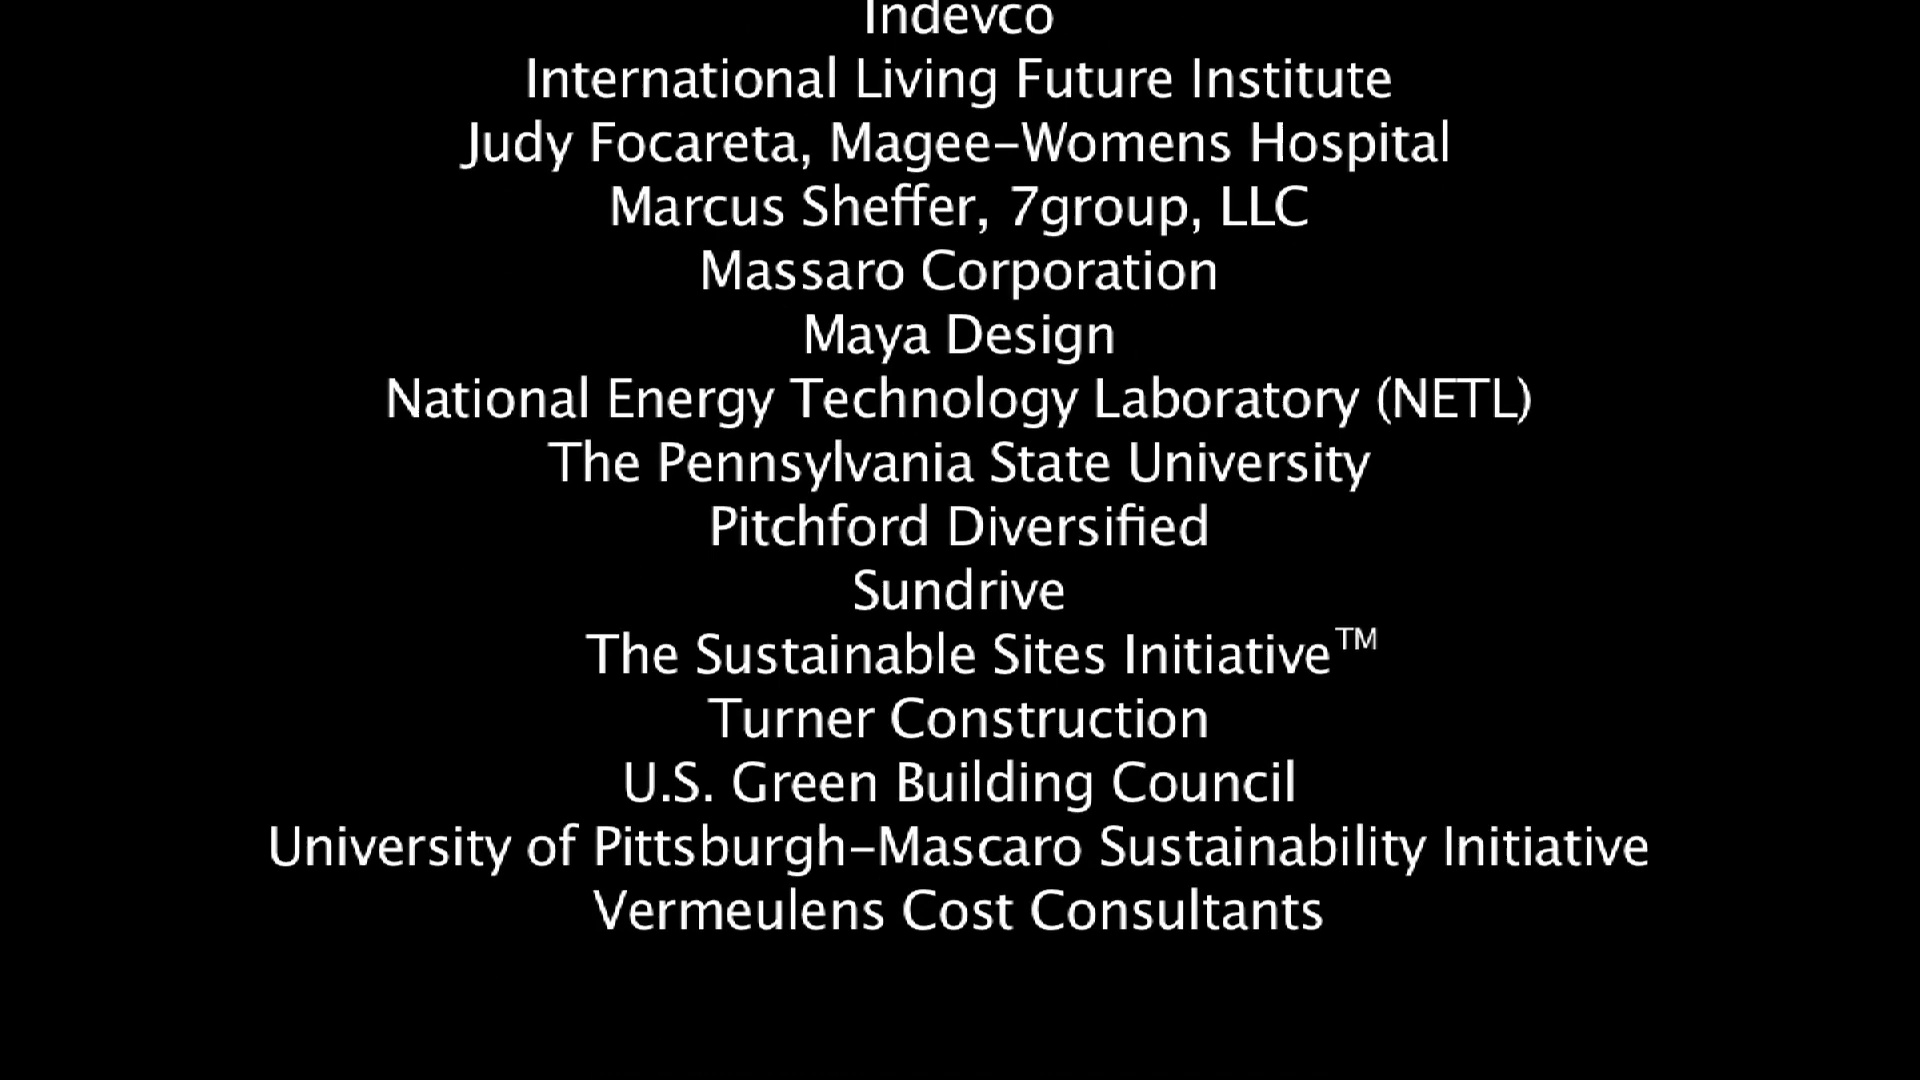 Indevco
International Living Future Institute
Judy Focareta, Magee-Womens Hospital
Marcus Sheffer, 7group, LLC
Massaro Corporation
Maya Design
National Energy Technology Laboratory (NETL)
The Pennsylvania State University
Pitchford Diversified
Sundrive
The Sustainable Sites Initiative™
Turner Construction
U.S. Green Building Council
University of Pittsburgh-Mascaro Sustainability Initiative
Vermeulens Cost Consultants